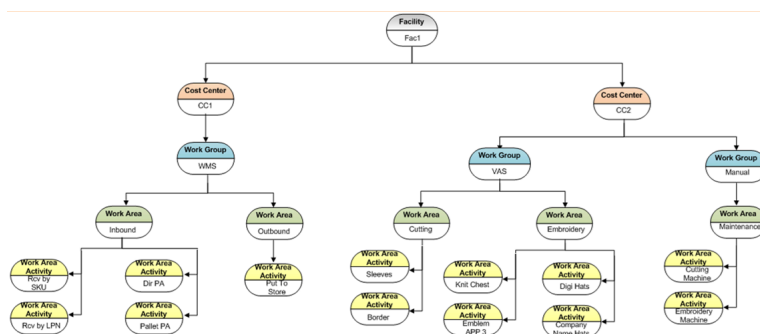 Facility
Fac1
Cost Center
CC1
Cost Center
CC2
Work Group
WMS
Work Group
VAS
Work Group
Manual
Work Area
Inbound
Work Area
Outbound
Work Area
Cutting
Work Area
Embroidery
Work Area
Maintenance
Work Area
Activity
Rcv by
SKU
Work Area
Activity
Dir PA
Work Area
Activity
Put To
Store
Work Area
Activity
Sleeves
Work Area
Activity
Knit Chest
Work Area
Activity
Digi Hats
Work Area
Activity
Cutting
Machine
Work Area
Activity
Rcv by LPN
Work Area
Activity
Pallet PA
Work Area
Activity
Border
Work Area
Activity
Emblem
APP 3
Work Area
Activity
Company
Name Hats
Work Area
Activity
Embroidery
Machine